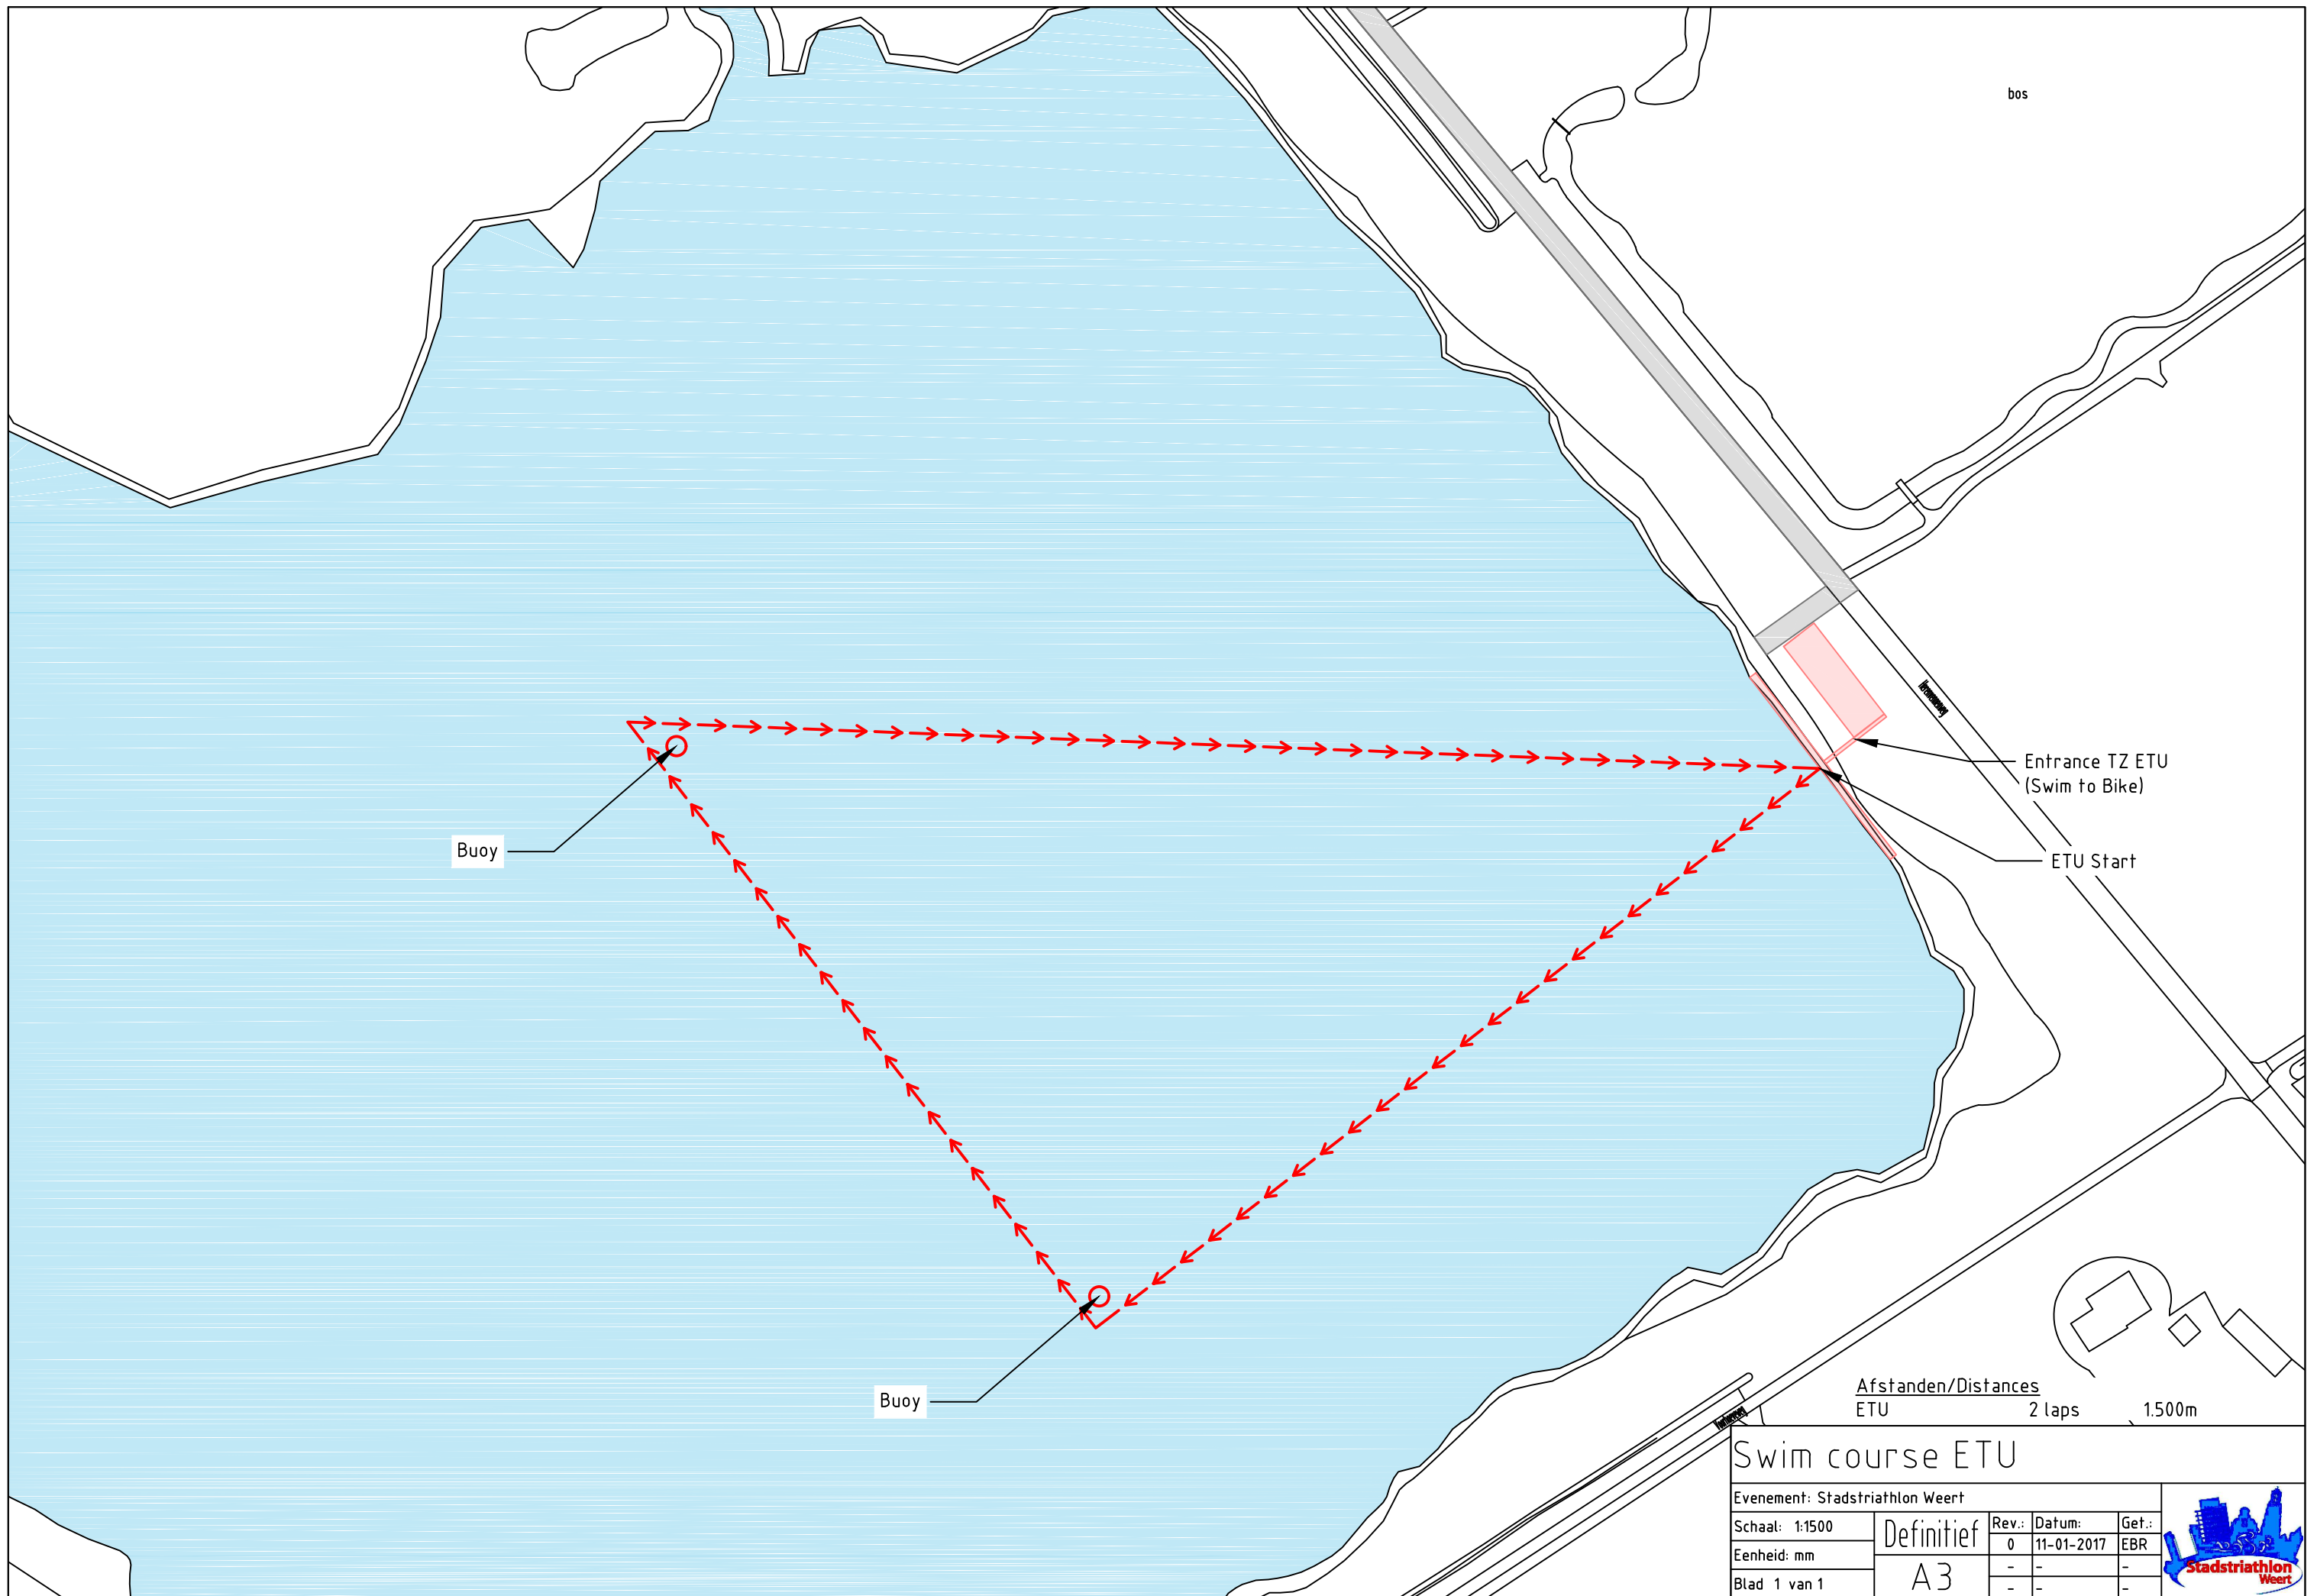 bos
Entrance TZ ETU
(Swim to Bike)
Buoy
ETU Start
Buoy
Afstanden/Distances
ETU 2 laps 1.500m
Swim course ETU
Evenement: Stadstriathlon Weert
Schaal: 1:1500
Definitief
Rev.: Datum: Get.:
0 11-01-2017 EBR
Eenheid: mm
A3
- - -
Blad 1 van 1
- - -
Stadstriathlon
Weert